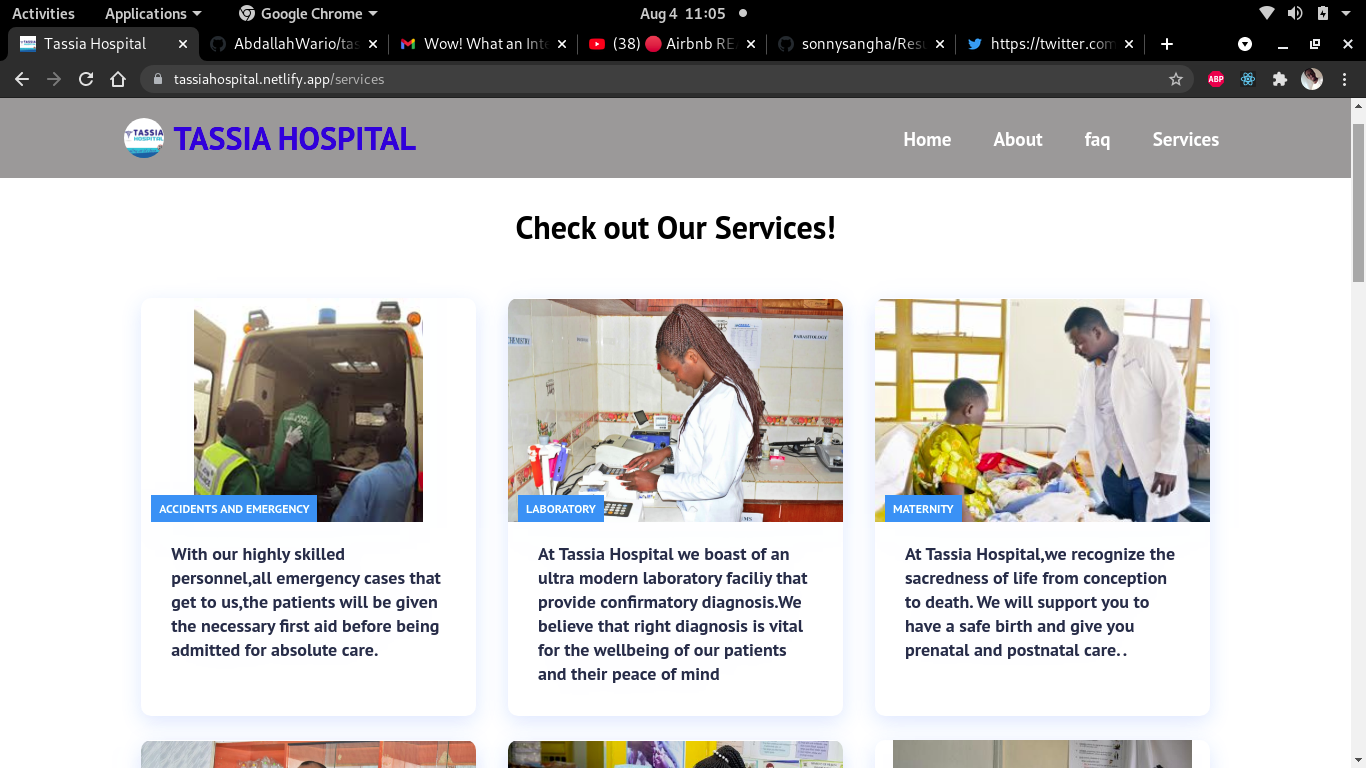 Activities Applications Google Chrome Aug 4 11:05
Tassia Hospital AbdallahWario/tas Wow! What an Inte (38) 🔴 Airbnb RE sonnysangha/Resu https://twitter.com
tassiahospital.netlify.app/services ABP
TASSIA HOSPITAL TASSIA HOSPITAL Home About faq Services
Check out Our Services!
CHEMISTRY PARASITOLOGY
ACCIDENTS AND EMERGENCY
With our highly skilled
personnel,all emergency cases that
get to us,the patients will be given
the necessary first aid before being
admitted for absolute care.
LABORATORY
At Tassia Hospital we boast of an
ultra modern laboratory faciliy that
provide confirmatory diagnosis.We
believe that right diagnosis is vital
for the wellbeing of our patients
and their peace of mind
MATERNITY
At Tassia Hospital,we recognize the
sacredness of life from conception
to death. We will support you to
have a safe birth and give you
prenatal and postnatal care. .